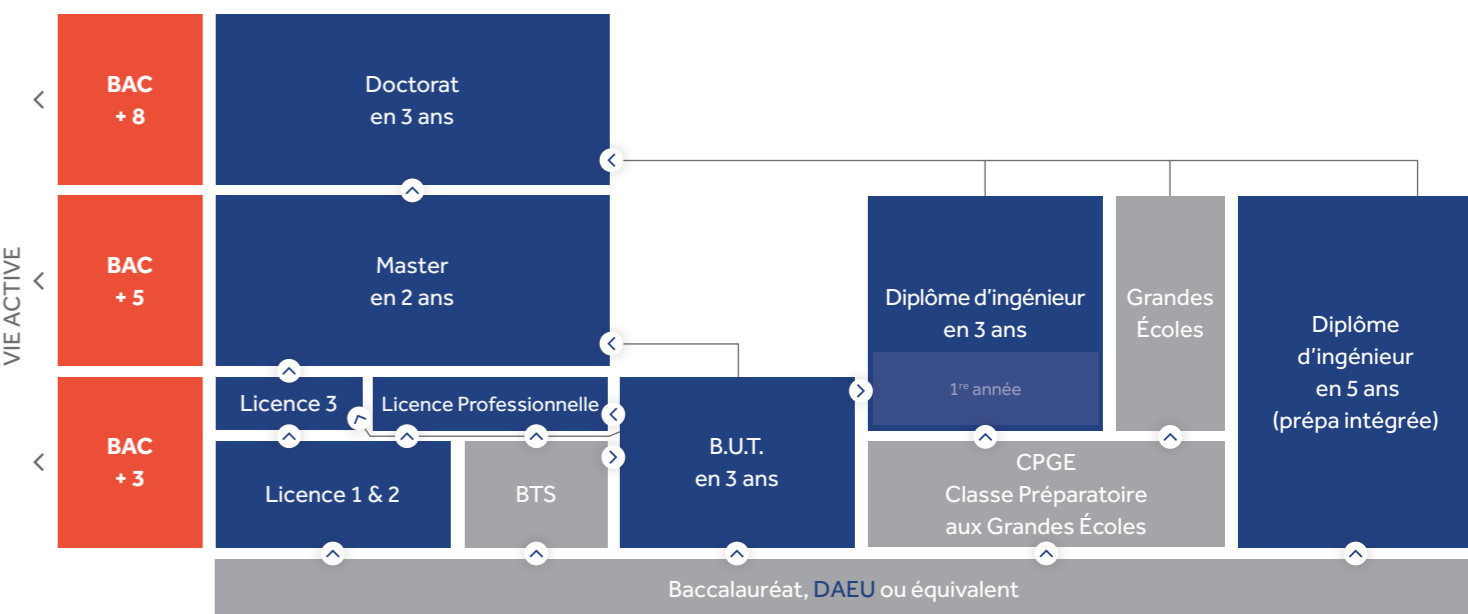 VIE ACTIVE
BAC
+ 8
Doctorat
en 3 ans
BAC
+ 5
Master
en 2 ans
Diplôme d'ingénieur
en 3 ans
1re année
Grandes
Écoles
Diplôme
d'ingénieur
en 5 ans
(prépa intégrée)
BAC
+ 3
Licence 3
Licence Professionnelle
Licence 1 & 2
BTS
B.U.T.
en 3 ans
CPGE
Classe Préparatoire
aux Grandes Écoles
Baccalauréat, DAEU ou équivalent